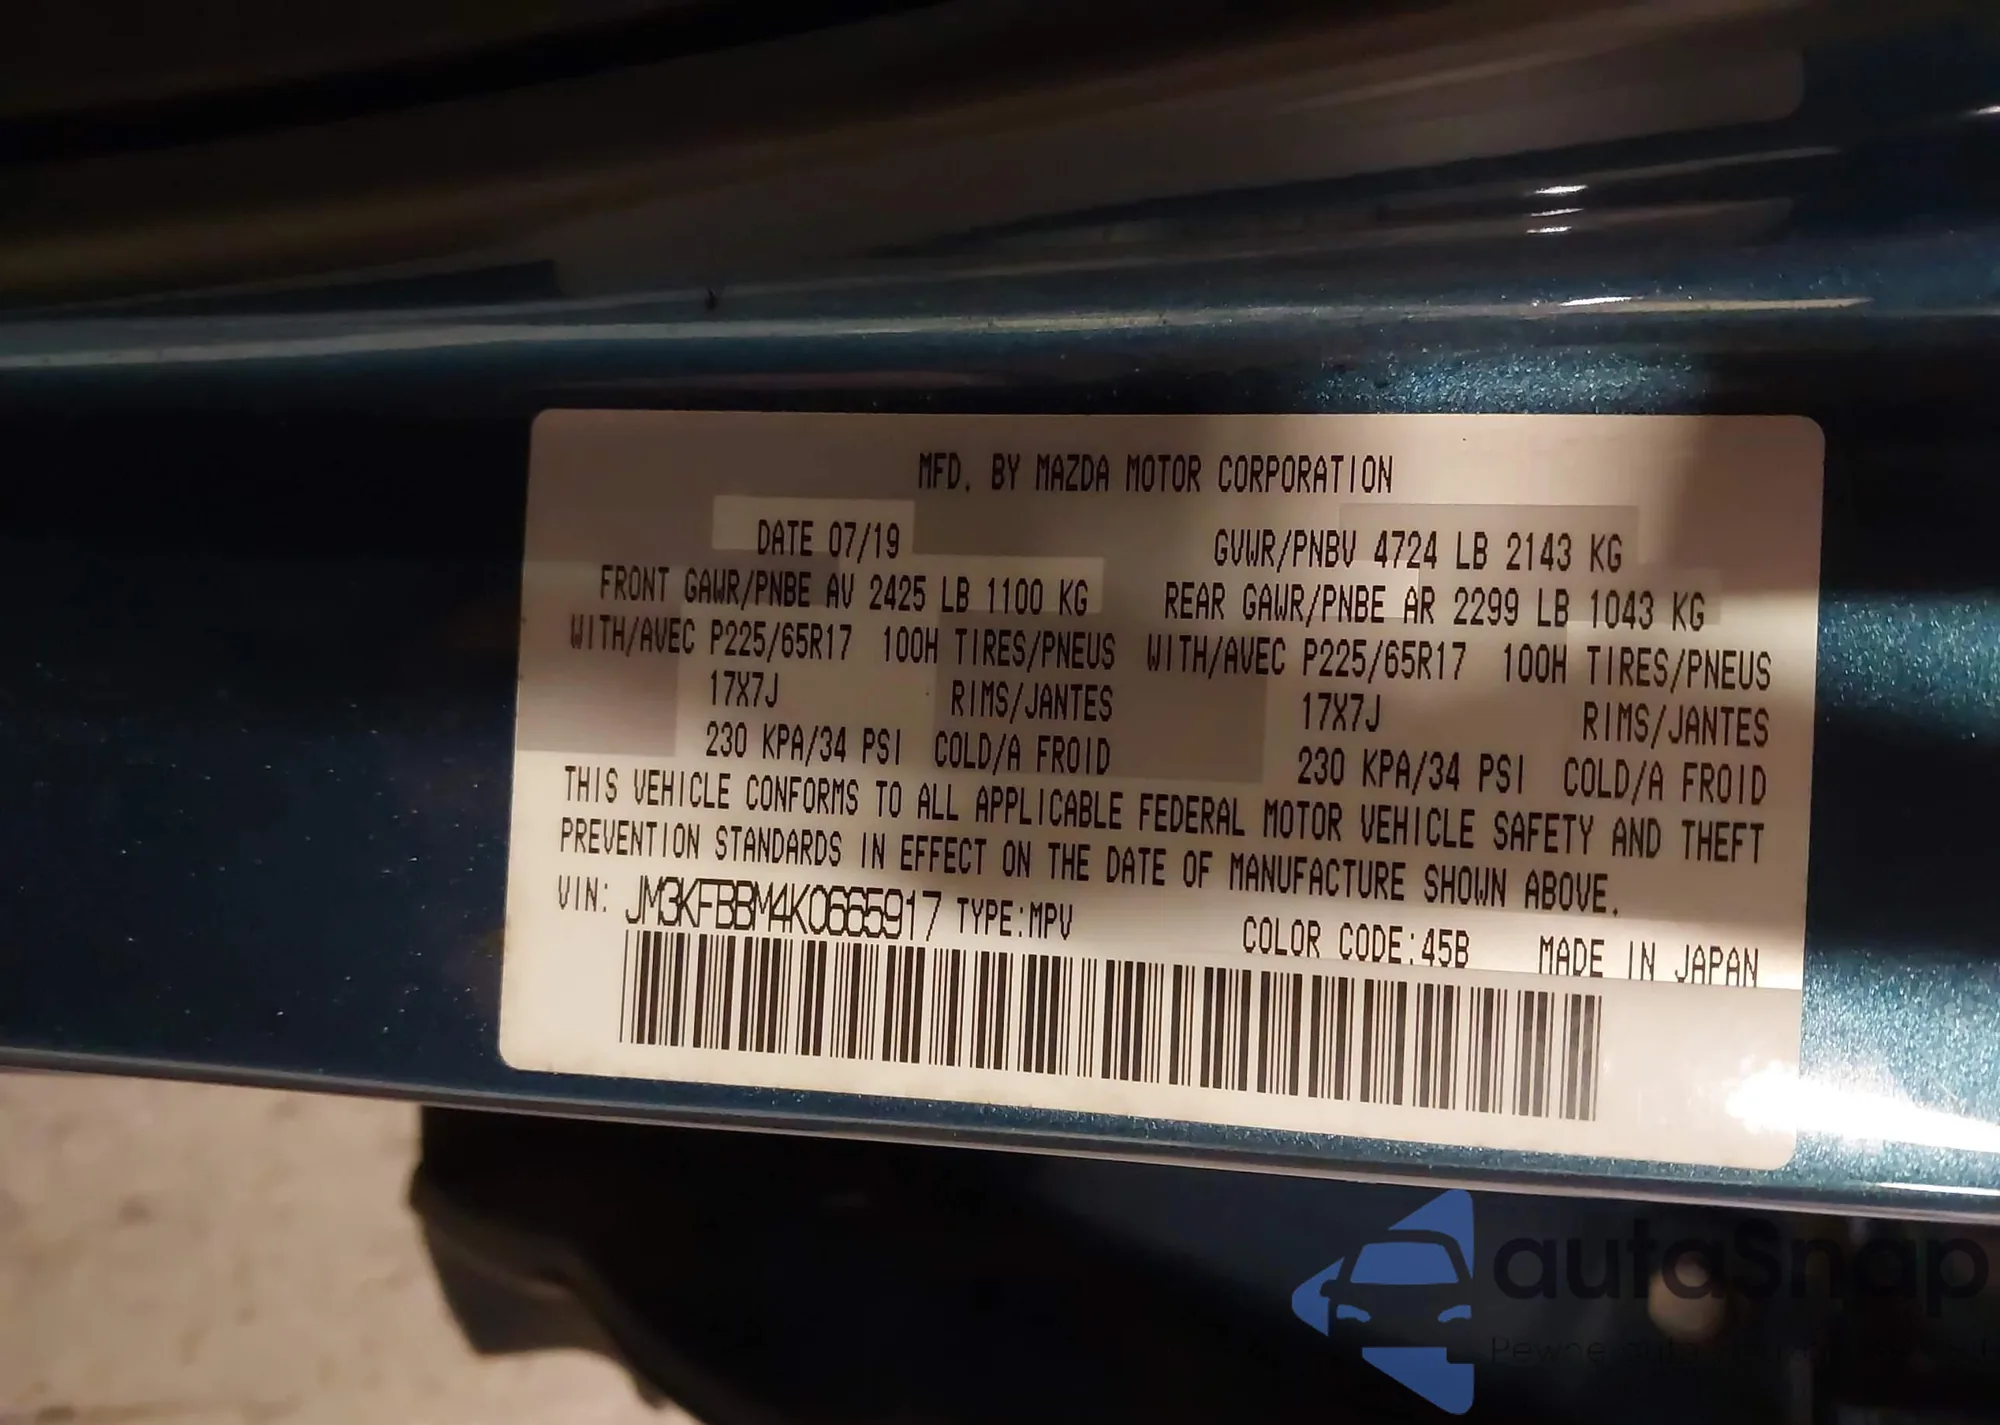 MFD. BY MAZDA MOTOR CORPORATION
DATE 07/19 GVWR/PNBV 4724 LB 2143 KG
FRONT GAWR/PNBE AV 2425 LB 1100 KG REAR GAWR/PNBE AR 2299 LB 1043 KG
WITH/AVEC P225/65R17 100H TIRES/PNEUS WITH/AVEC P225/65R17 100H TIRES/PNEUS
17X7J RIMS/JANTES 17X7J RIMS/JANTES
230 KPA/34 PSI COLD/A FROID 230 KPA/34 PSI COLD/A FROID
THIS VEHICLE CONFORMS TO ALL APPLICABLE FEDERAL MOTOR VEHICLE SAFETY AND THEFT
PREVENTION STANDARDS IN EFFECT ON THE DATE OF MANUFACTURE SHOWN ABOVE.
VIN: JM3KFBBM4K0665917 TYPE:MPV COLOR CODE:45B MADE IN JAPAN
autaSnap
Pewne auta